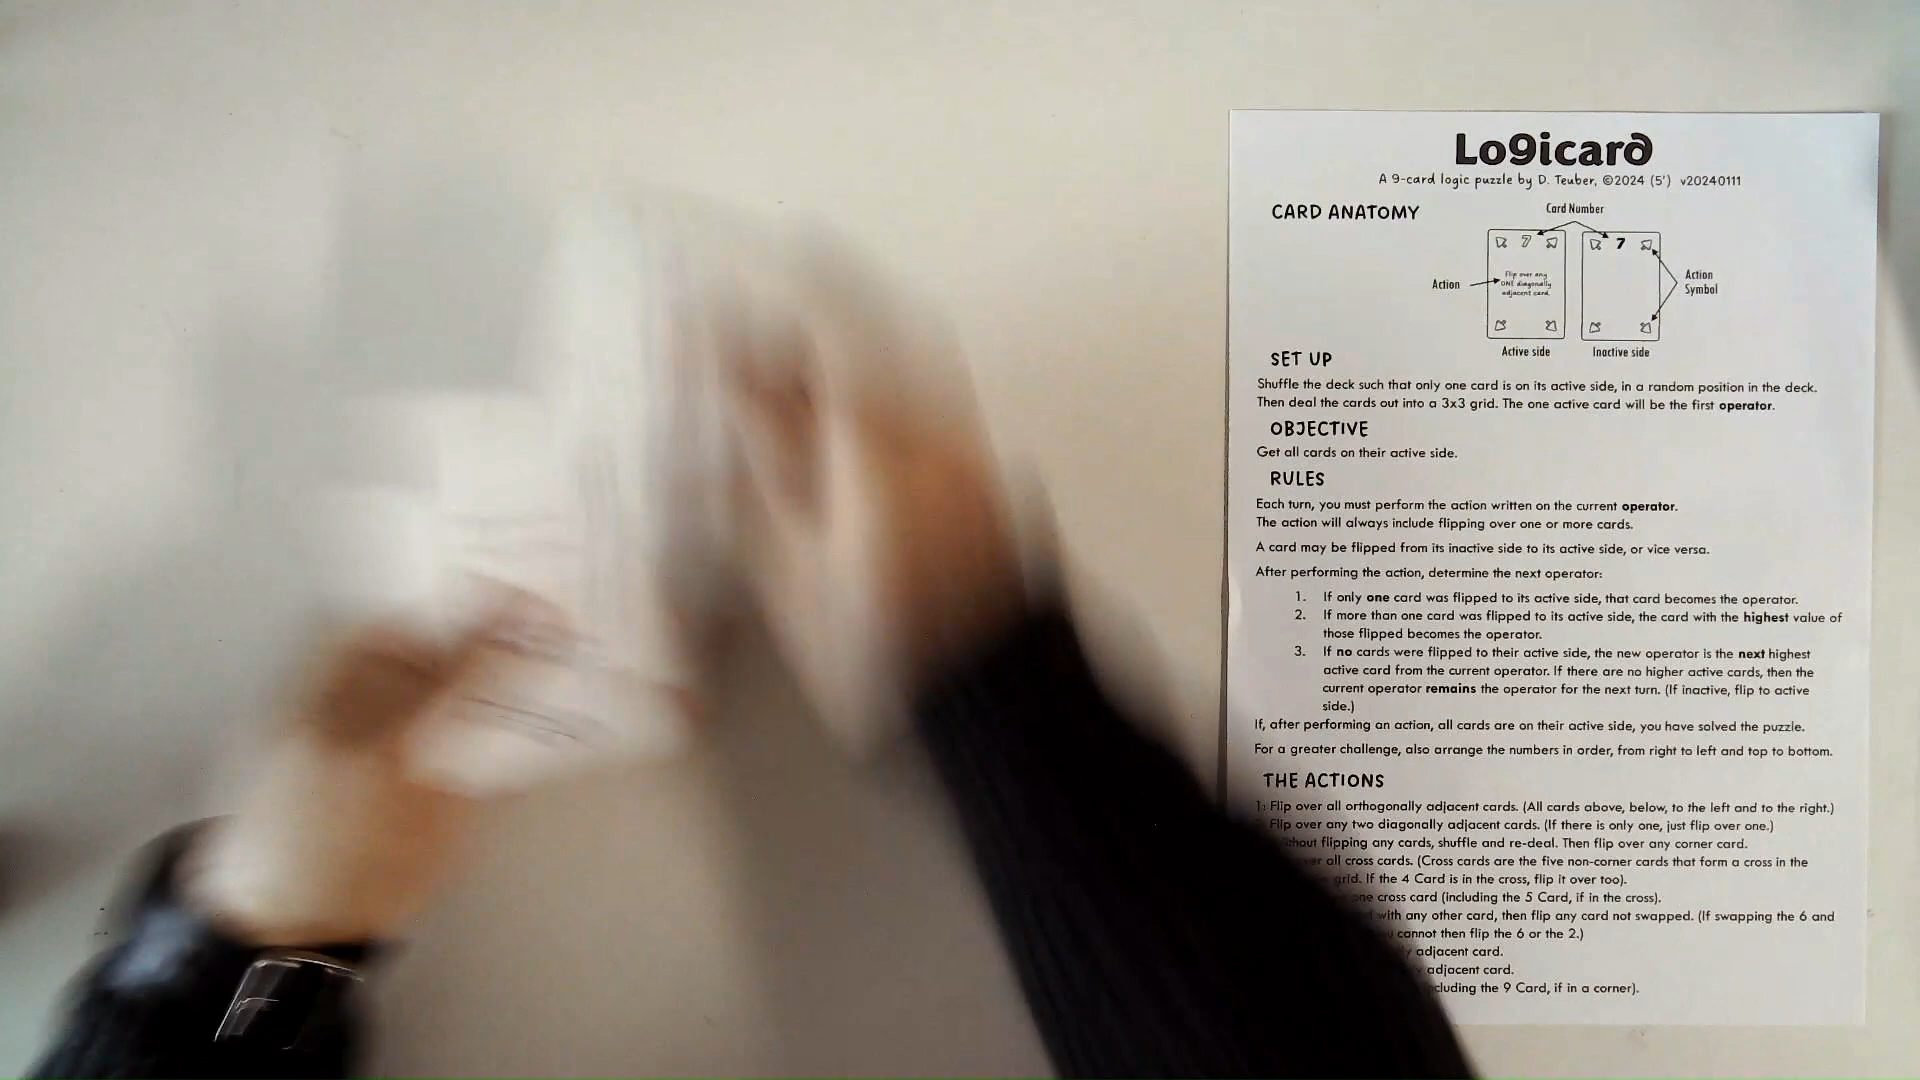 Lo9icard
A 9-card logic puzzle by D. Teuber, ©2024 (5') v20240111
CARD ANATOMY
Card Number
7
7
Action
Flip over any
ONE diagonally
adjacent card.
Action
Symbol
Active side
Inactive side
SET UP
Shuffle the deck such that only one card is on its active side, in a random position in the deck.
Then deal the cards out into a 3x3 grid. The one active card will be the first operator.
OBJECTIVE
Get all cards on their active side.
RULES
Each turn, you must perform the action written on the current operator.
The action will always include flipping over one or more cards.
A card may be flipped from its inactive side to its active side, or vice versa.
After performing the action, determine the next operator:
1. If only one card was flipped to its active side, that card becomes the operator.
2. If more than one card was flipped to its active side, the card with the highest value of
those flipped becomes the operator.
3. If no cards were flipped to their active side, the new operator is the next highest
active card from the current operator. If there are no higher active cards, then the
current operator remains the operator for the next turn. (If inactive, flip to active
side.)
If, after performing an action, all cards are on their active side, you have solved the puzzle.
For a greater challenge, also arrange the numbers in order, from right to left and top to bottom.
THE ACTIONS
1: Flip over all orthogonally adjacent cards. (All cards above, below, to the left and to the right.)
Flip over any two diagonally adjacent cards. (If there is only one, just flip over one.)
flipping any cards, shuffle and re-deal. Then flip over any corner card.
all cross cards. (Cross cards are the five non-corner cards that form a cross in the
grid. If the 4 Card is in the cross, flip it over too).
one cross card (including the 5 Card, if in the cross).
with any other card, then flip any card not swapped. (If swapping the 6 and
cannot then flip the 6 or the 2.)
adjacent card.
adjacent card.
the 9 Card, if in a corner).